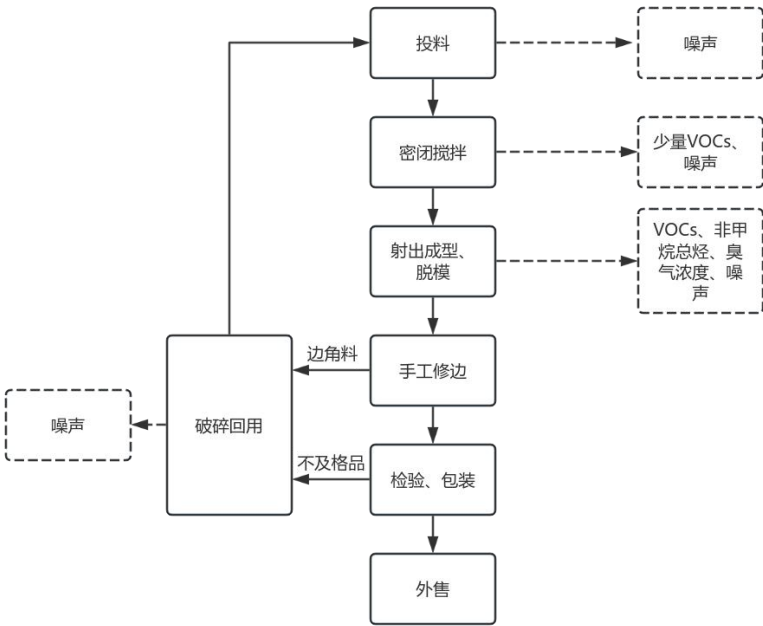 投料
噪声
密闭搅拌
少量VOCs、
噪声
射出成型、
脱模
VOCs、非甲
烷总烃、臭
气浓度、噪
声
边角料
手工修边
噪声
破碎回用
不及格品
检验、包装
外售